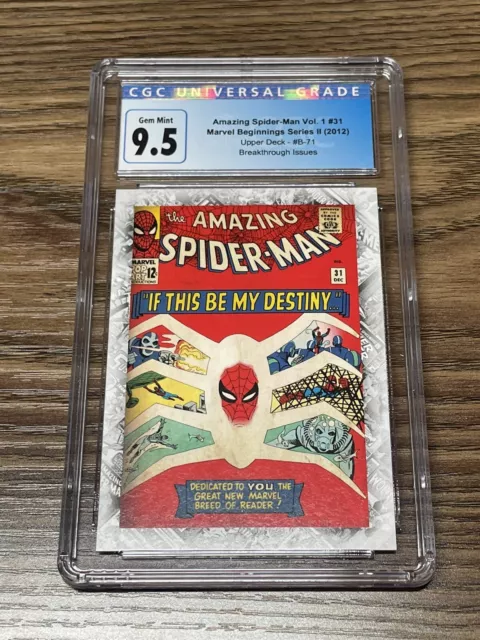 CGC UNIVERSAL GRADE
Gem Mint
9.5
Amazing Spider-Man Vol. 1 #31
Marvel Beginnings Series II (2012)
Upper Deck - #B-71
Breakthrough Issues
the AMAZING
SPIDER-MAN
MARVEL
12¢
31
DEC
"IF THIS BE MY DESTINY..."
DEDICATED TO YOU THE
GREAT NEW MARVEL
BREED OF READER!